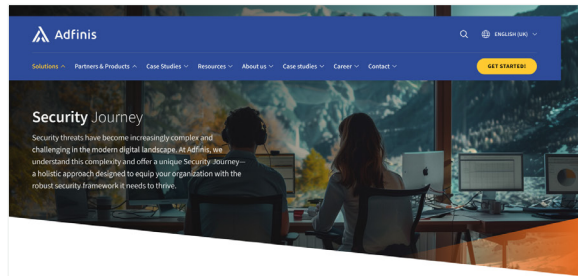 Adfinis
ENGLISH (UK)
Solutions Partners & Products Case Studies Resources About us Case studies Career Contact GET STARTED!
Security Journey
Security threats have become increasingly complex and
challenging in the modern digital landscape. At Adfinis, we
understand this complexity and offer a unique Security Journey—
a holistic approach designed to equip your organization with the
robust security framework it needs to thrive.